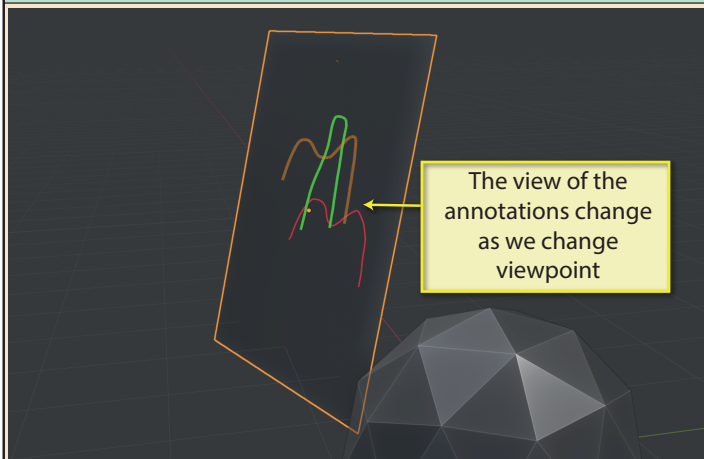 The view of the
annotations change
as we change
viewpoint